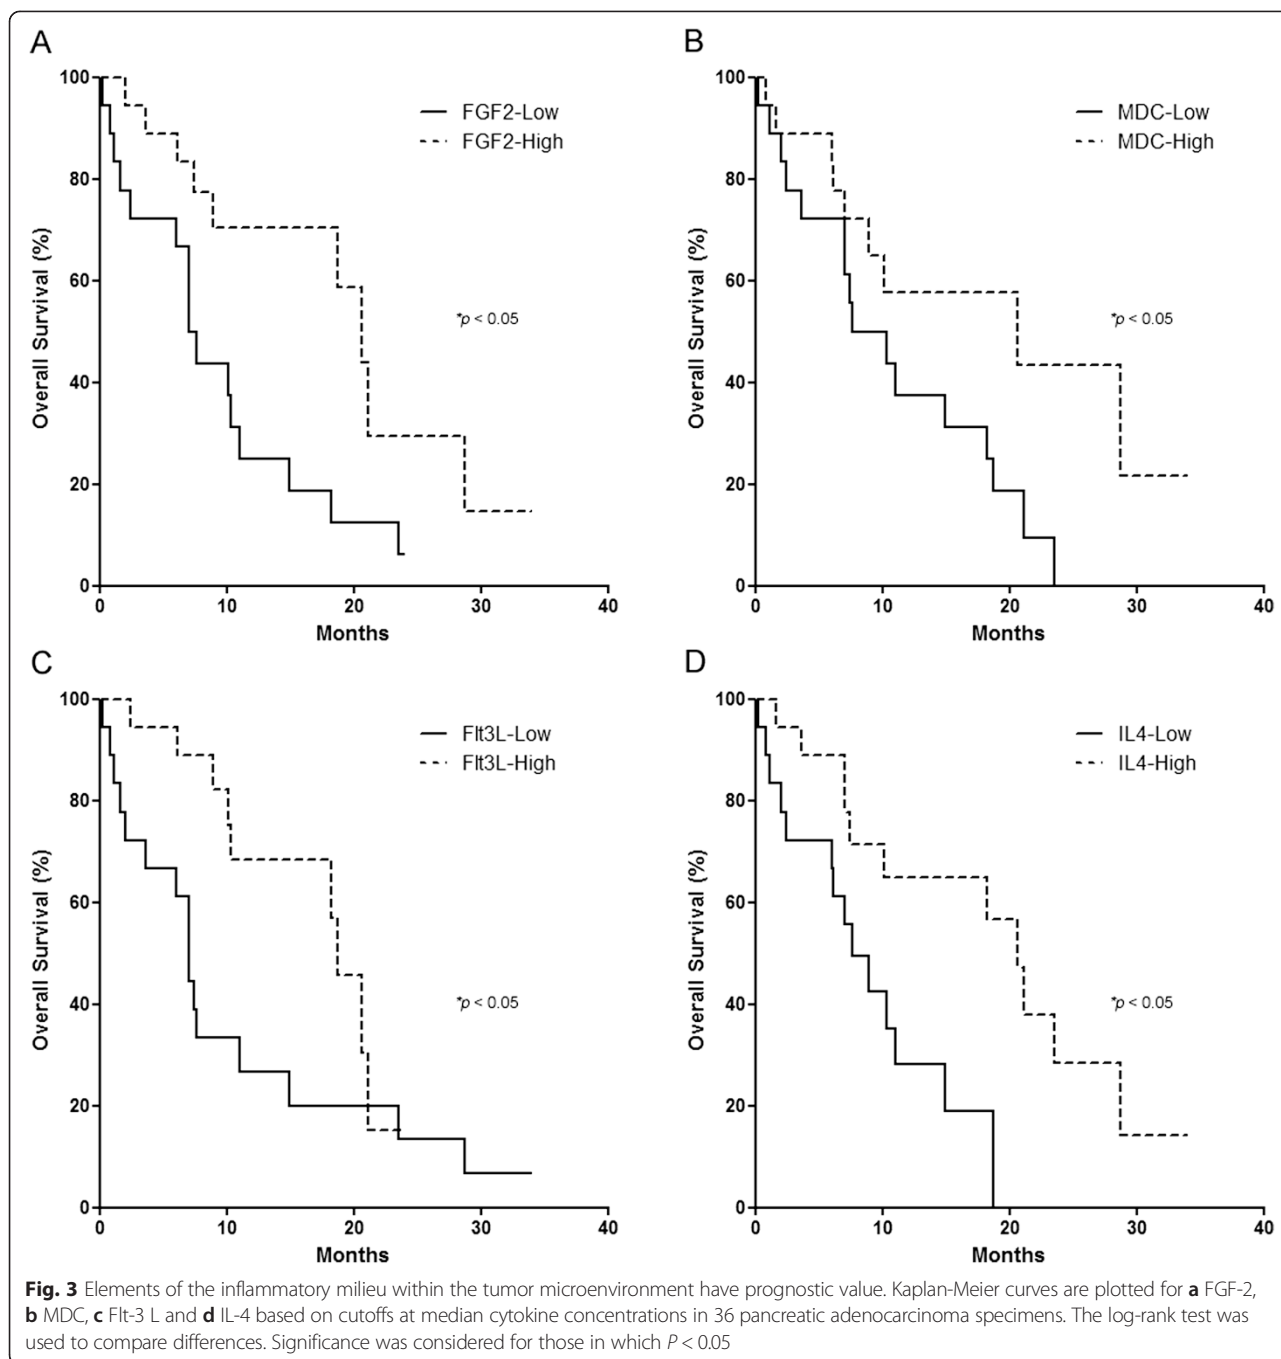 A
100
80
60
40
20
0
Overall Survival (%)
FGF2-Low
FGF2-High
*p < 0.05
0 10 20 30 40
Months
B
100
80
60
40
20
0
Overall Survival (%)
MDC-Low
MDC-High
*p < 0.05
0 10 20 30 40
Months
C
100
80
60
40
20
0
Overall Survival (%)
Flt3L-Low
Flt3L-High
*p < 0.05
0 10 20 30 40
Months
D
100
80
60
40
20
0
Overall Survival (%)
IL4-Low
IL4-High
*p < 0.05
0 10 20 30 40
Months
Fig. 3 Elements of the inflammatory milieu within the tumor microenvironment have prognostic value. Kaplan-Meier curves are plotted for a FGF-2,
b MDC, c Flt-3 L and d IL-4 based on cutoffs at median cytokine concentrations in 36 pancreatic adenocarcinoma specimens. The log-rank test was
used to compare differences. Significance was considered for those in which P < 0.05